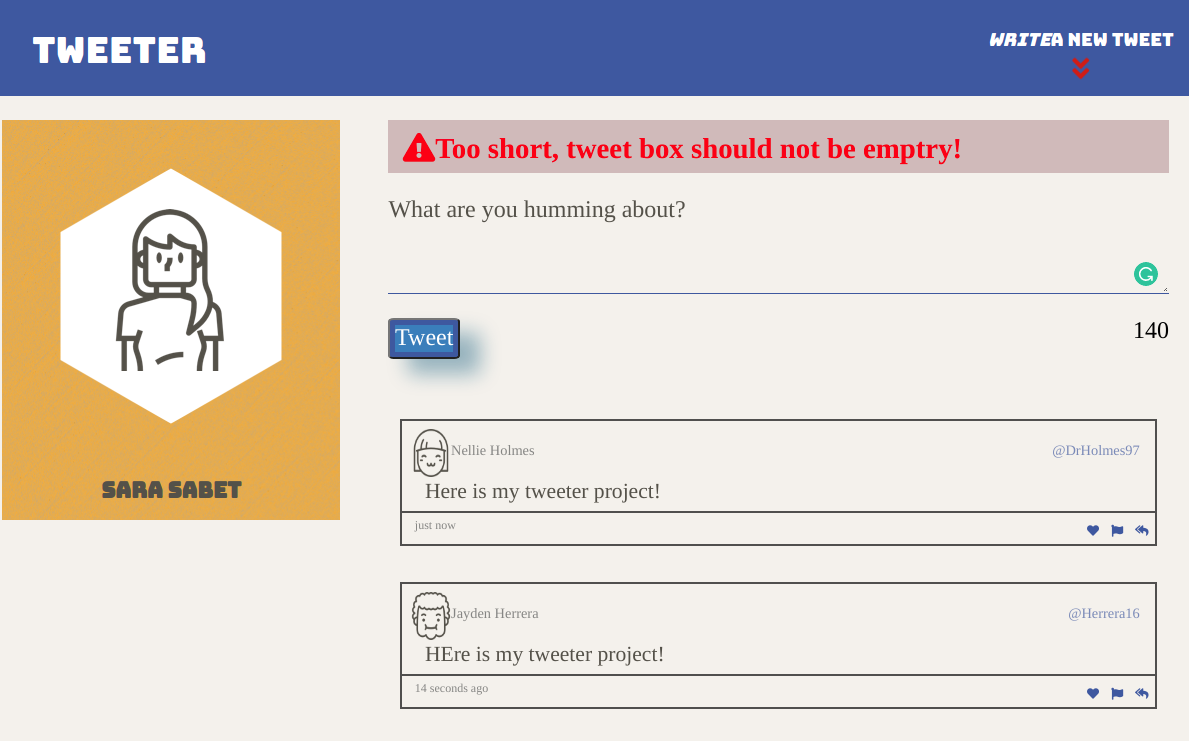 TWEETER
WRITEA NEW TWEET
Too short, tweet box should not be emptry!
What are you humming about?
Tweet
140
SARA SABET
Nellie Holmes
@DrHolmes97
Here is my tweeter project!
just now
Jayden Herrera
@Herrera16
HEre is my tweeter project!
14 seconds ago